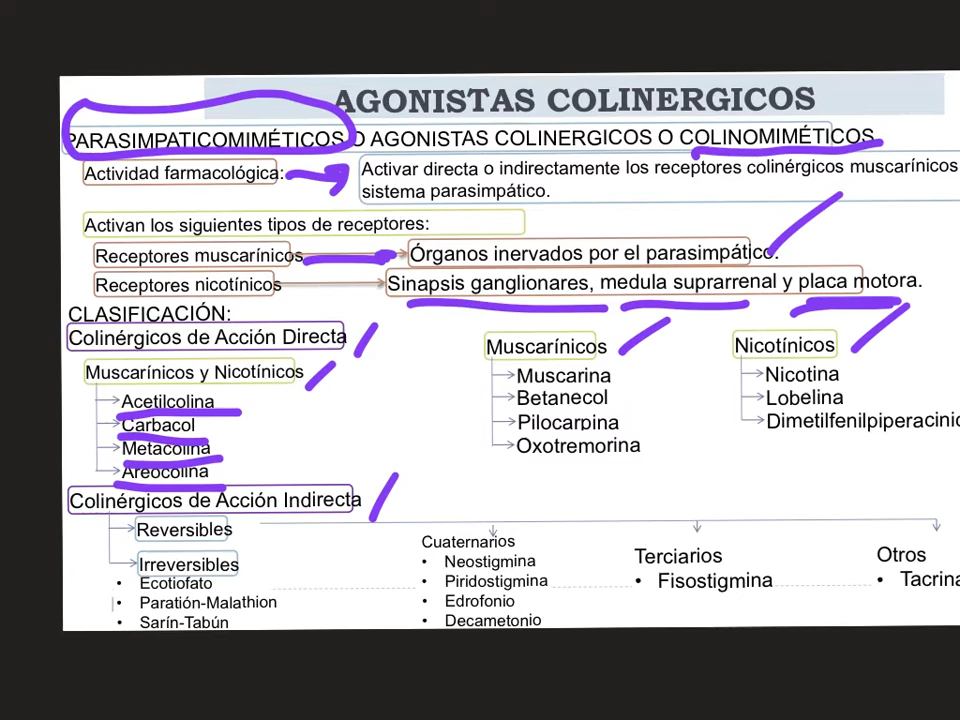 AGONISTAS COLINERGICOS
PARASIMPATICOMIMÉTICOS O AGONISTAS COLINERGICOS O COLINOMIMÉTICOS
Actividad farmacológica:
Activar directa o indirectamente los receptores colinérgicos muscarínicos
sistema parasimpático.
Activan los siguientes tipos de receptores:
Receptores muscarínicos
Órganos inervados por el parasimpático.
Receptores nicotínicos
Sinapsis ganglionares, medula suprarrenal y placa motora.
CLASIFICACIÓN:
Colinérgicos de Acción Directa
Muscarínicos y Nicotínicos
Acetilcolina
Carbacol
Metacolina
Areocolina
Muscarínicos
Muscarina
Betanecol
Pilocarpina
Oxotremorina
Nicotínicos
Nicotina
Lobelina
Dimetilfenilpiperacinio
Colinérgicos de Acción Indirecta
Reversibles
Irreversibles
• Ecotiofato
• Paratión-Malathion
• Sarín-Tabún
Cuaternarios
• Neostigmina
• Piridostigmina
• Edrofonio
• Decametonio
Terciarios
• Fisostigmina
Otros
• Tacrina